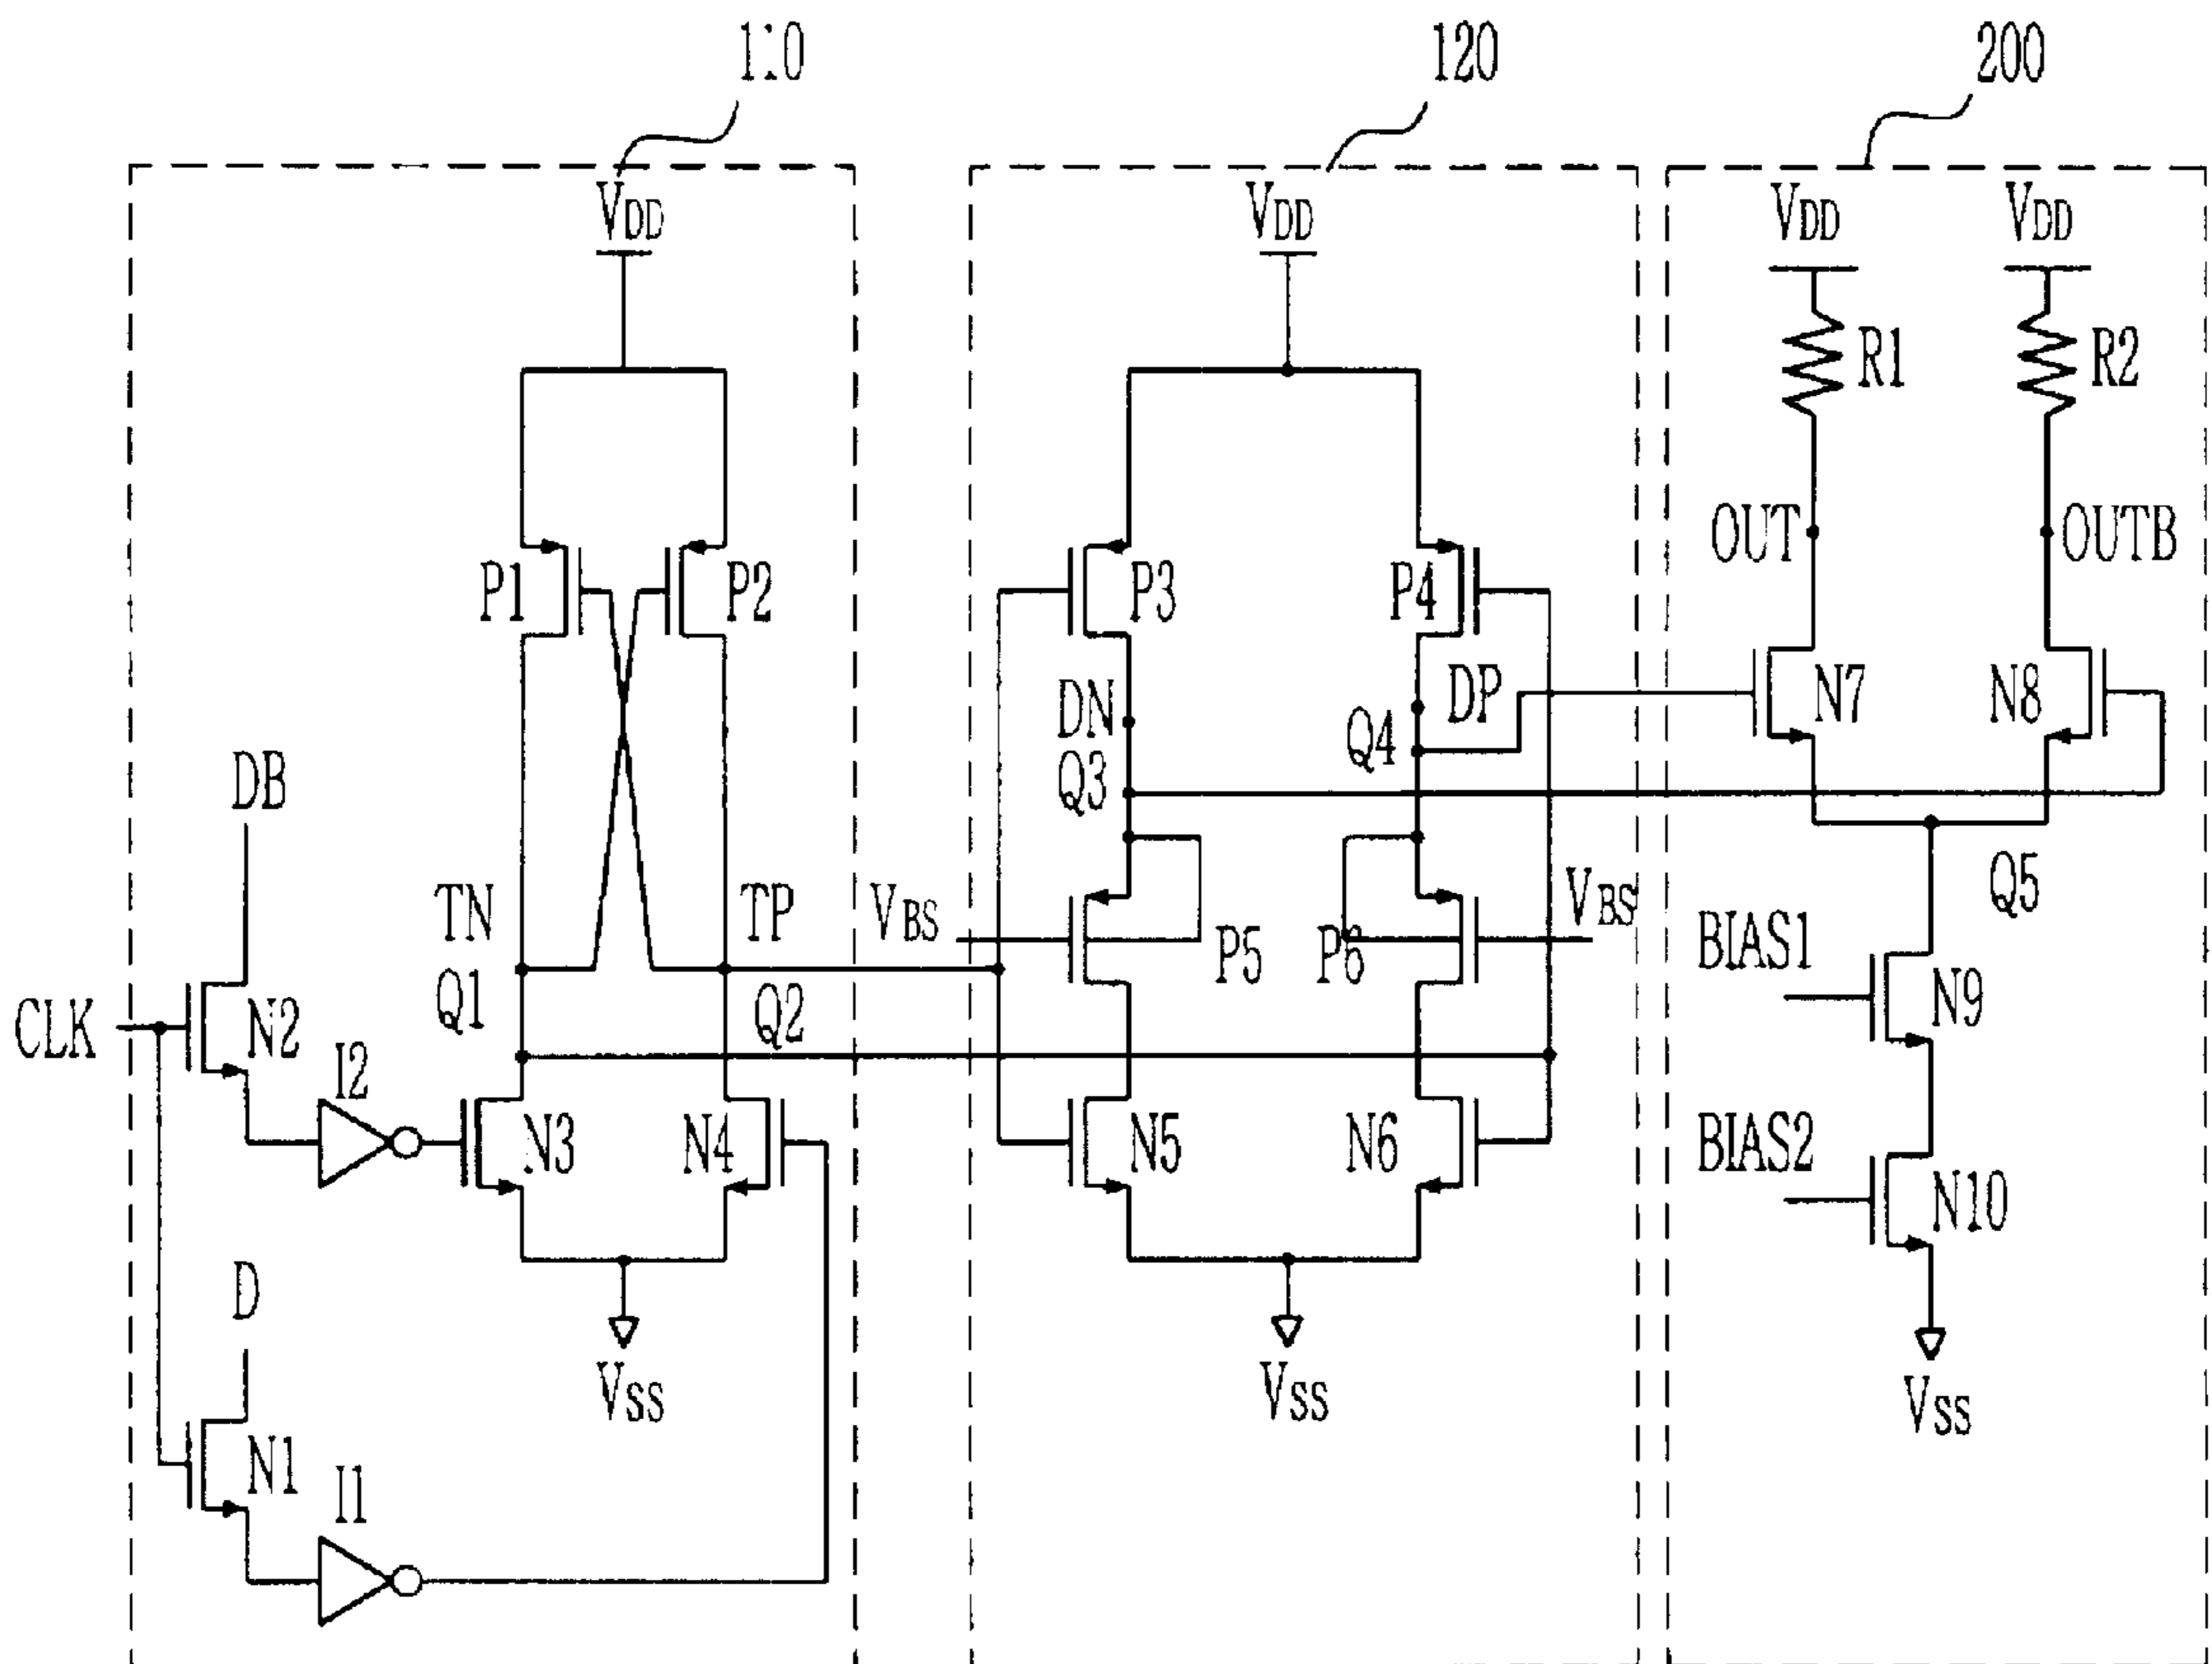 110
120
200
VDD
VDD
VDD
VDD
R1
R2
P1
P2
P3
P4
OUT
OUTB
DN
Q3
DP
Q4
N7
N8
DB
TN
Q1
TP
Q2
VBS
P5
P6
VBS
Q5
BIAS1
N9
CLK
N2
I2
N3
N4
N5
N6
BIAS2
N10
D
VSS
VSS
VSS
N1
I1